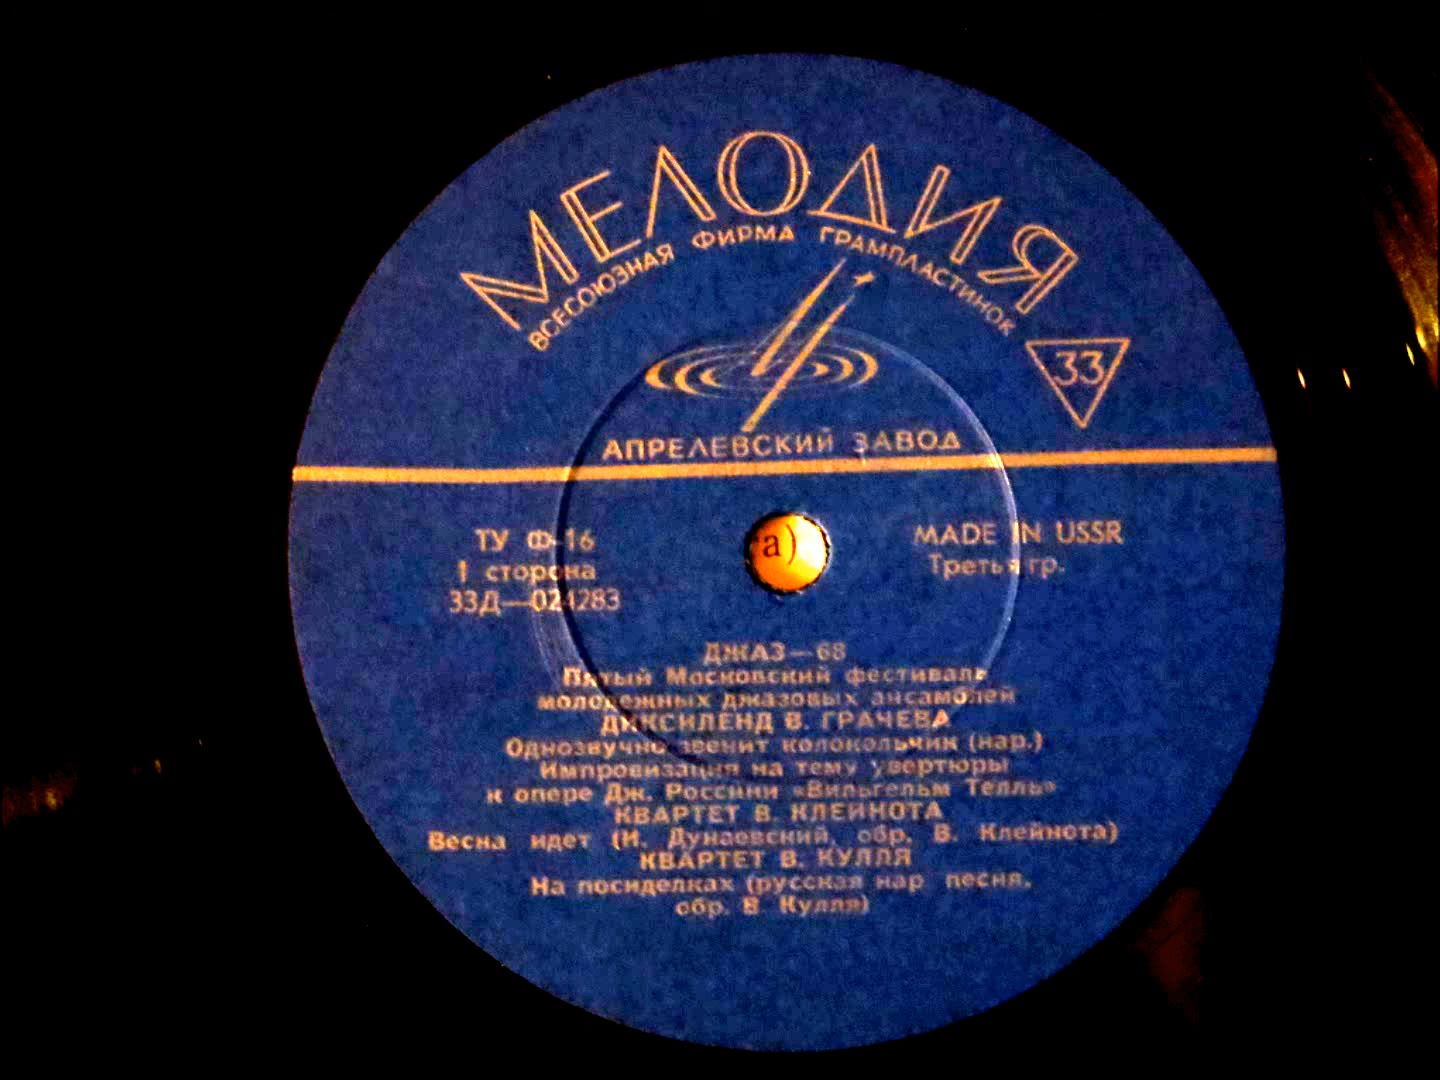 МЕЛОДИЯ
ВСЕСОЮЗНАЯ ФИРМА ГРАМПЛАСТИНОК
33
АПРЕЛЕВСКИЙ ЗАВОД
ТУ Ф-16
1 сторона
33Д—024283
MADE IN USSR
Третья гр.
а)
ДЖАЗ—68
Пятый Московский фестиваль
молодежных джазовых ансамблей
ДИКСИЛЕНД В. ГРАЧЕВА
Однозвучно звенит колокольчик (нар.)
Импровизация на тему увертюры
к опере Дж. Россини «Вильгельм Телль»
КВАРТЕТ В. КЛЕЙНОТА
Весна идет (И. Дунаевский, обр. В. Клейнота)
КВАРТЕТ В. КУЛЛЯ
На посиделках (русская нар песня,
обр. В Кулля)